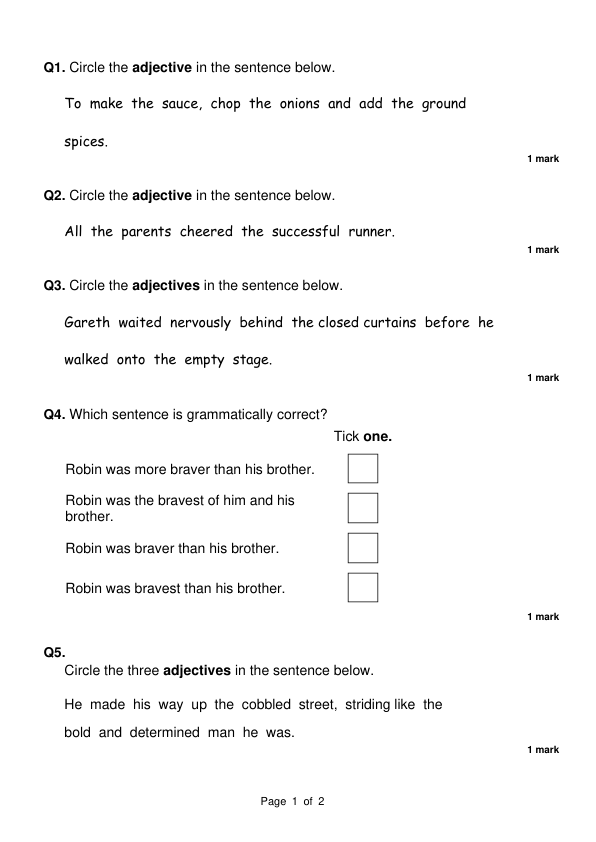 Q1. Circle the adjective in the sentence below.
To make the sauce, chop the onions and add the ground
spices.
1 mark
Q2. Circle the adjective in the sentence below.
All the parents cheered the successful runner.
1 mark
Q3. Circle the adjectives in the sentence below.
Gareth waited nervously behind the closed curtains before he
walked onto the empty stage.
1 mark
Q4. Which sentence is grammatically correct?
Tick one.
Robin was more braver than his brother.
Robin was the bravest of him and his
brother.
Robin was braver than his brother.
Robin was bravest than his brother.
1 mark
Q5.
Circle the three adjectives in the sentence below.
He made his way up the cobbled street, striding like the
bold and determined man he was.
1 mark
Page 1 of 2